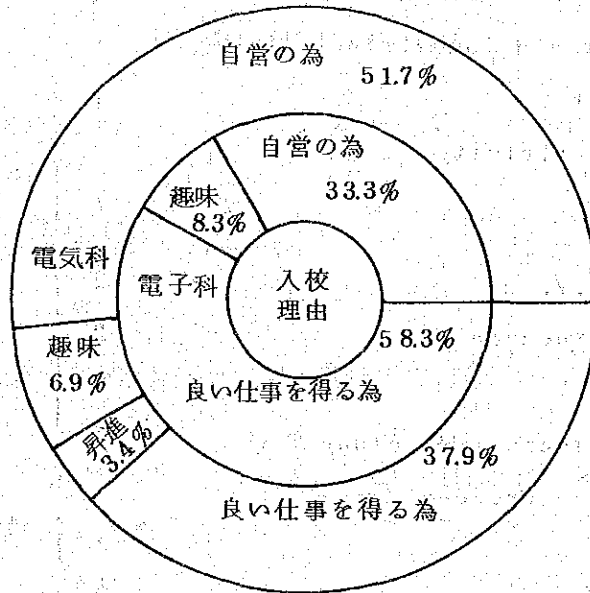 自営の為
51.7%
自営の為
33.3%
趣味
8.3%
電気科
電子科
入校
理由
趣味
6.9%
58.3%
良い仕事を得る為
昇進
3.4%
37.9%
良い仕事を得る為